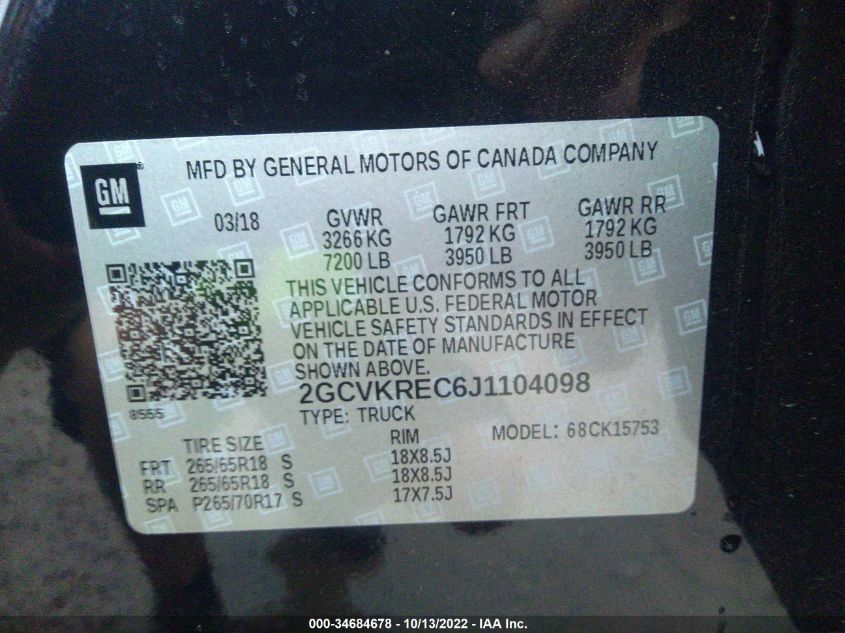 GM
®
MFD BY GENERAL MOTORS OF CANADA COMPANY
03/18 GVWR GAWR FRT GAWR RR
3266 KG 1792 KG 1792 KG
7200 LB 3950 LB 3950 LB
THIS VEHICLE CONFORMS TO ALL
APPLICABLE U.S. FEDERAL MOTOR
VEHICLE SAFETY STANDARDS IN EFFECT
ON THE DATE OF MANUFACTURE
SHOWN ABOVE.
2GCVKREC6J1104098
8555
TYPE: TRUCK
MODEL: 68CK15753
TIRE SIZE RIM
FRT 265/65R18 S 18X8.5J
RR 265/65R18 S 18X8.5J
SPA P265/70R17 S 17X7.5J
000-34684678 - 10/13/2022 - IAA Inc.